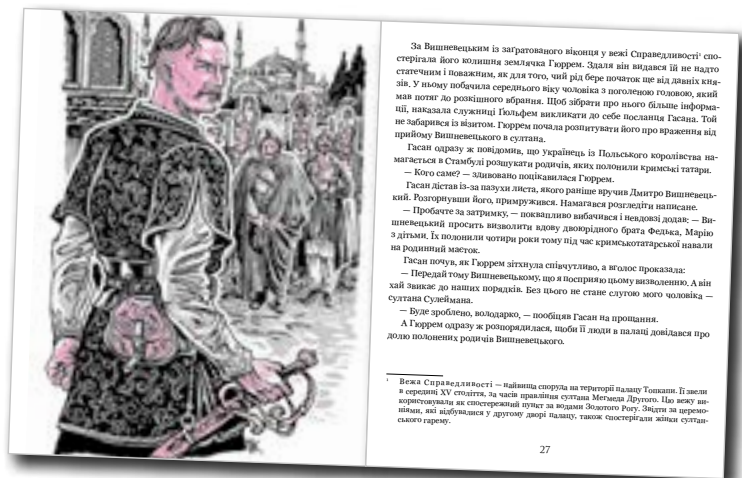 За Вишневецьким із заґратованого віконця у вежі Справедливості¹ спо-
стерігала його колишня землячка Гюррем. Здаля він видався їй не надто
статечним і поважним, як для того, чий рід бере початок ще від давніх кня-
зів. У ньому побачила середнього віку чоловіка з поголеною головою, який
мав потяг до розкішного вбрання. Щоб зібрати про нього більше інформа-
ції, наказала служниці Гюльфем викликати до себе посланця Гасана. Той
не забарився із візитом. Гюррем почала розпитувати його про враження від
прийому Вишневецького в султана.
Гасан одразу ж повідомив, що українець із Польського королівства на-
магається в Стамбулі розшукати родичів, яких полонили кримські татари.
— Кого саме? — здивовано поцікавилася Гюррем.
Гасан дістав із-за пазухи листа, якого раніше вручив Дмитро Вишневець-
кий. Розгорнувши його, примружився. Намагався розгледіти написане.
— Пробачте за затримку, — поквапливо вибачився і невдовзі додав: — Ви-
шневецький просить визволити вдову двоюрідного брата Федька, Марію
з дітьми. Їх полонили чотири роки тому під час кримськотатарської навали
на родинний маєток.
Гасан почув, як Гюррем зітхнула співчутливо, а вголос проказала:
— Передай тому Вишневецькому, що я посприяю цьому визволенню. А він
хай звикає до наших порядків. Без цього не стане слугою мого чоловіка —
султана Сулеймана.
— Буде зроблено, володарко, — пообіцяв Гасан на прощання.
А Гюррем одразу ж розпорядилася, щоби її люди в палаці довідався про
долю полонених родичів Вишневецького.
¹ Вежа Справедливості — найвища споруда на території палацу Топкапи. Її звели
в середині XV століття, за часів правління султана Мегмеда Другого. Цю вежу ви-
користовували як спостережний пункт за водами Золотого Рогу. Звідти за церемо-
ніями, які відбувалися у другому дворі палацу, також спостерігали жінки султан-
ського гарему.
27